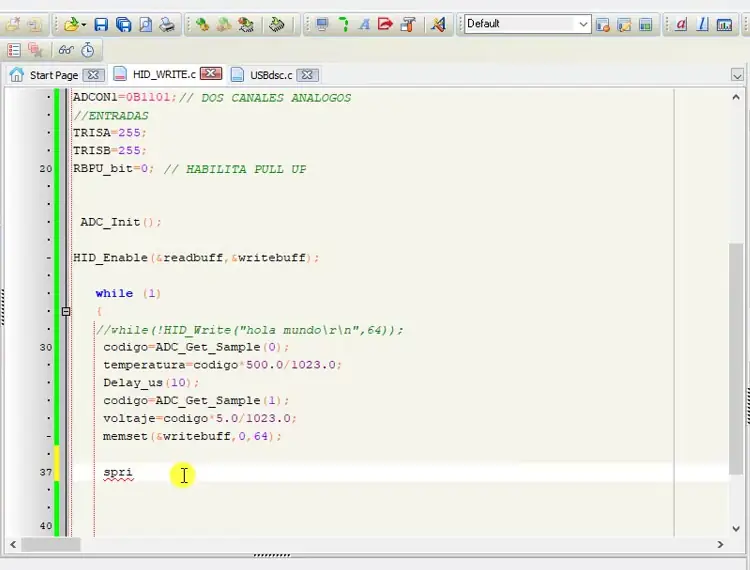 Default
Start Page HID_WRITE.c USBdsc.c
ADCON1=0B1101;// DOS CANALES ANALOGOS
//ENTRADAS
TRISA=255;
TRISB=255;
20 RBPU_bit=0; // HABILITA PULL UP
ADC_Init();
HID_Enable(&readbuff,&writebuff);
while (1)
{
//while(!HID_Write("hola mundo\r\n",64));
30 codigo=ADC_Get_Sample(0);
temperatura=codigo*500.0/1023.0;
Delay_us(10);
codigo=ADC_Get_Sample(1);
voltaje=codigo*5.0/1023.0;
memset(&writebuff,0,64);
37 spri
40